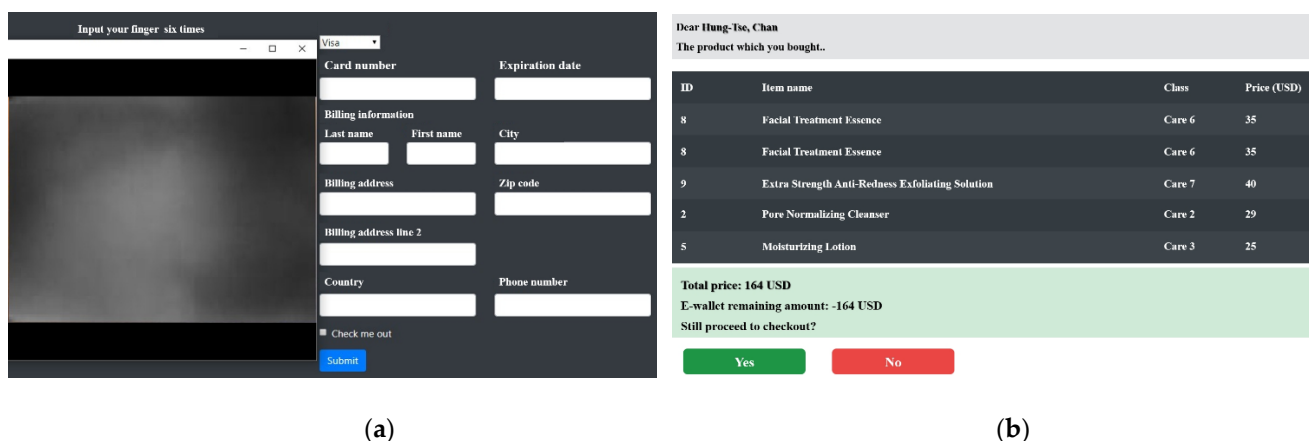 Input your finger six times
Visa
Card number Expiration date
Billing information
Last name First name City
Billing address Zip code
Billing address line 2
Country Phone number
Check me out
Submit
(a)
Dear Hung-Tse, Chan
The product which you bought..
ID Item name Class Price (USD)
8 Facial Treatment Essence Care 6 35
8 Facial Treatment Essence Care 6 35
9 Extra Strength Anti-Redness Exfoliating Solution Care 7 40
2 Pore Normalizing Cleanser Care 2 29
5 Moisturizing Lotion Care 3 25
Total price: 164 USD
E-wallet remaining amount: -164 USD
Still proceed to checkout?
Yes No
(b)